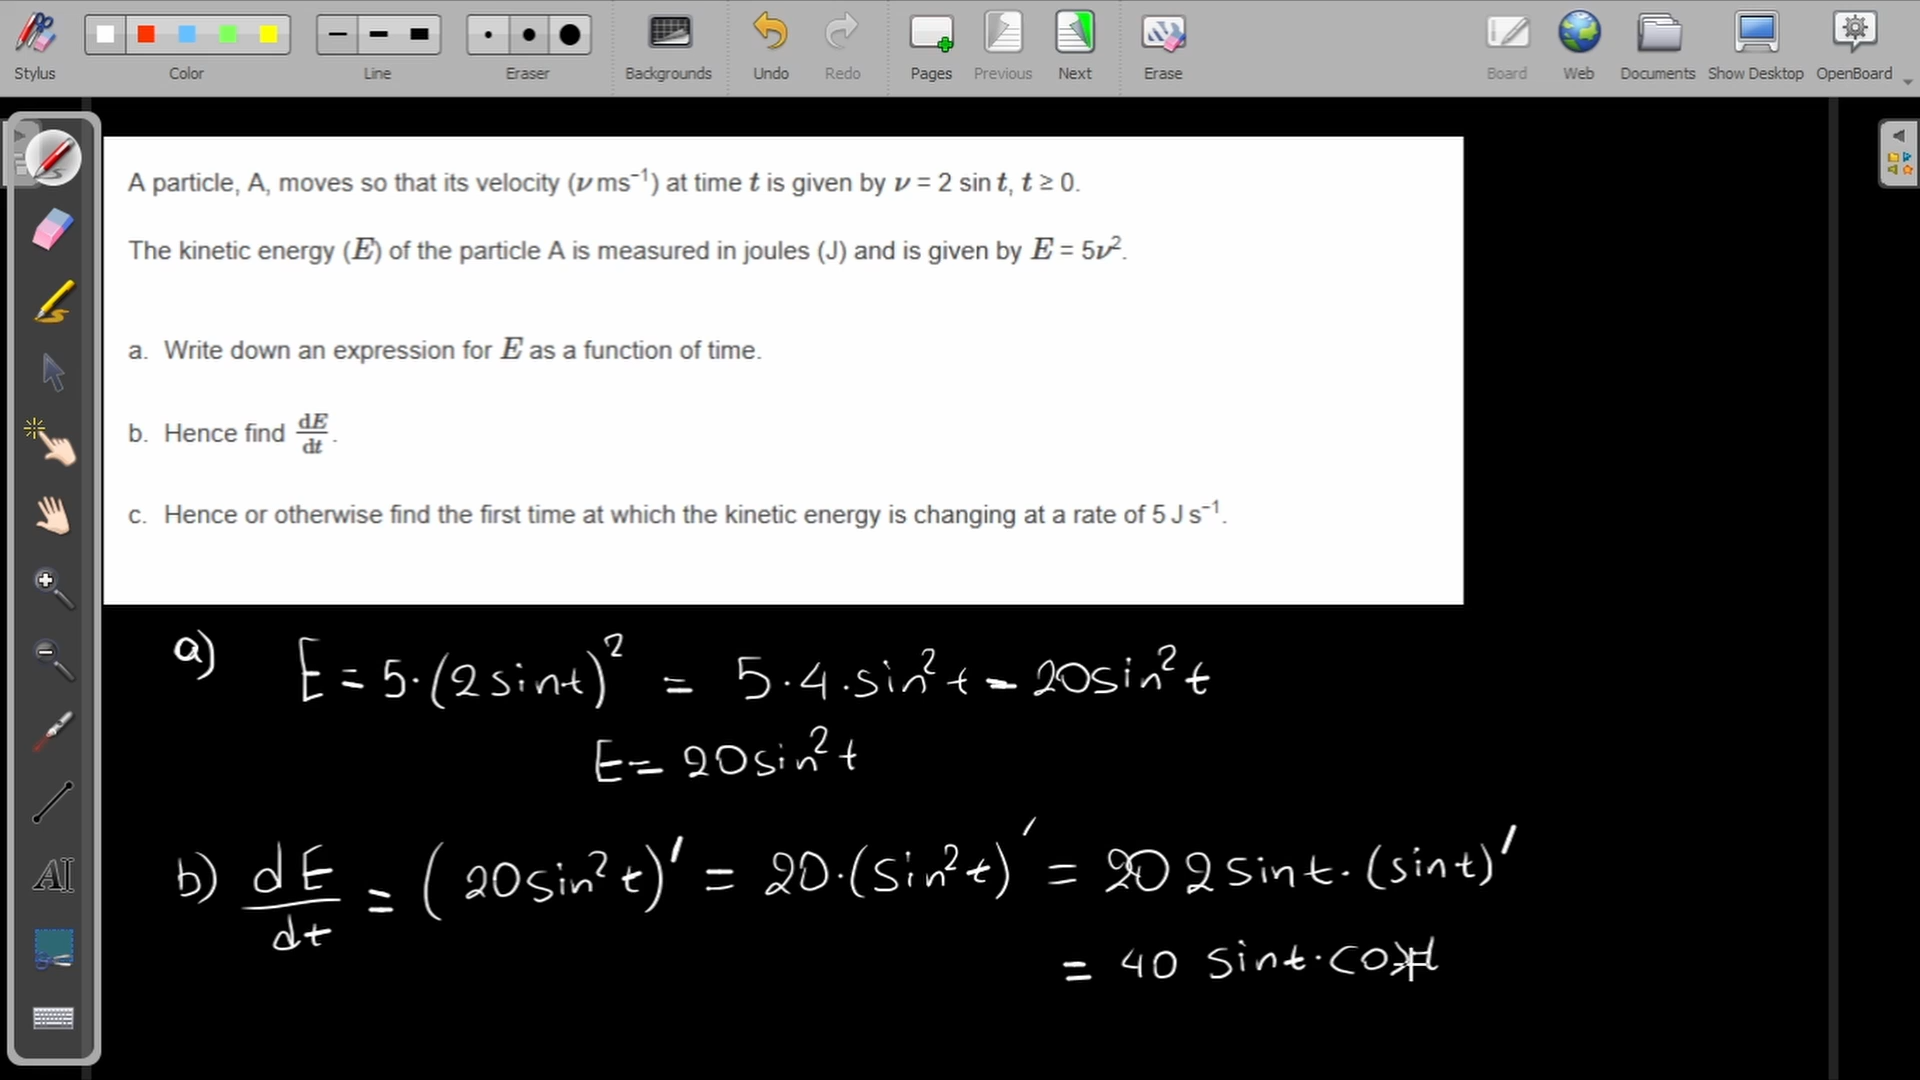 Stylus Color Line Eraser Backgrounds Undo Redo Pages Previous Next Erase Board Web Documents Show Desktop OpenBoard
A particle, A, moves so that its velocity (ν ms⁻¹) at time t is given by ν = 2 sin t, t ≥ 0.
The kinetic energy (E) of the particle A is measured in joules (J) and is given by E = 5ν².
a. Write down an expression for E as a function of time.
b. Hence find dE/dt.
c. Hence or otherwise find the first time at which the kinetic energy is changing at a rate of 5 J s⁻¹.
a) E = 5·(2sint)² = 5·4·sin²t = 20sin²t
E = 20sin²t
b) dE/dt = (20sin²t)′ = 20·(sin²t)′ = 20 2sint·(sint)′
= 40 sint·cost